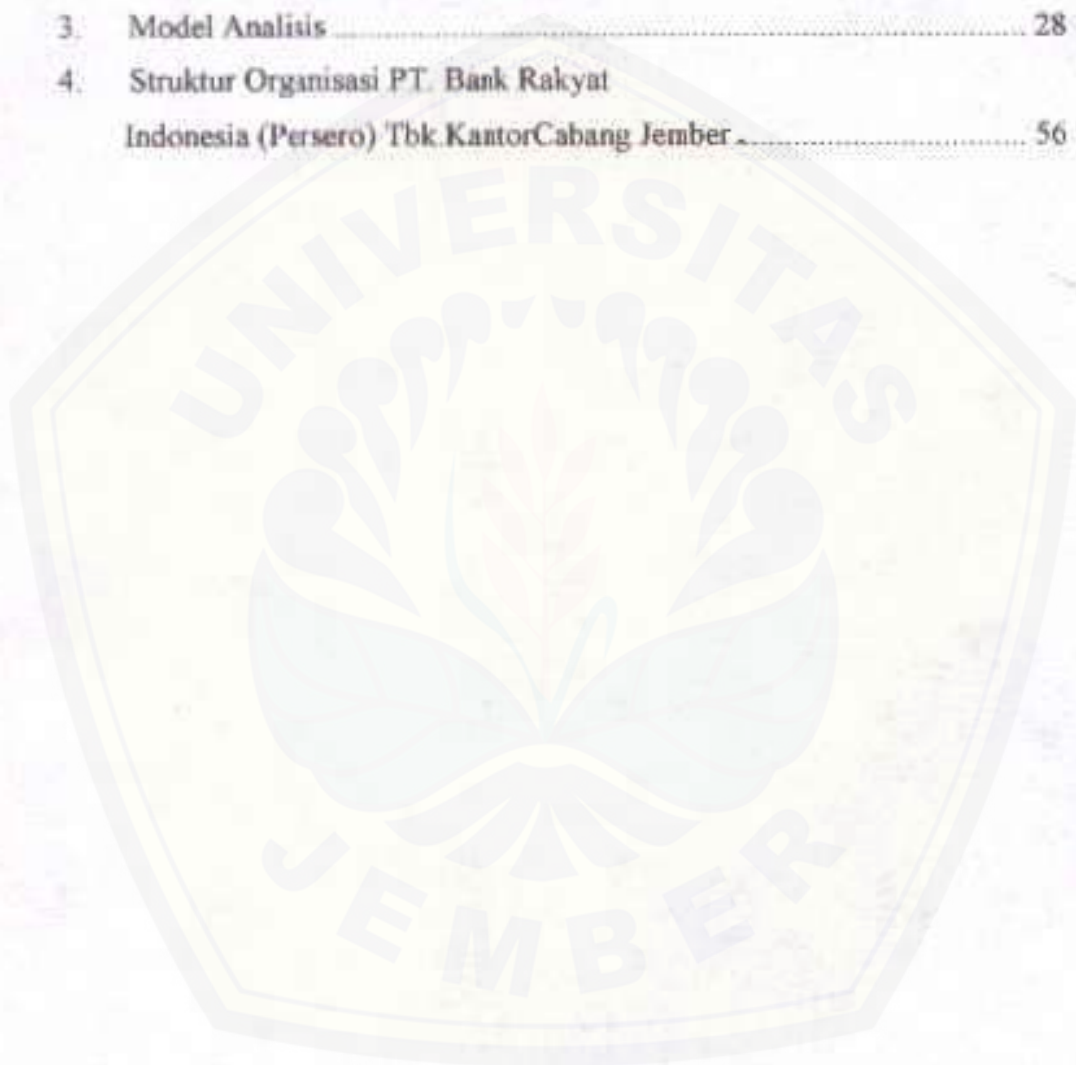 3. Model Analisis ........................................ 28
4. Struktur Organisasi PT. Bank Rakyat
Indonesia (Persero) Tbk.KantorCabang Jember ........................................ 56
UNIVERSITAS
JEMBER